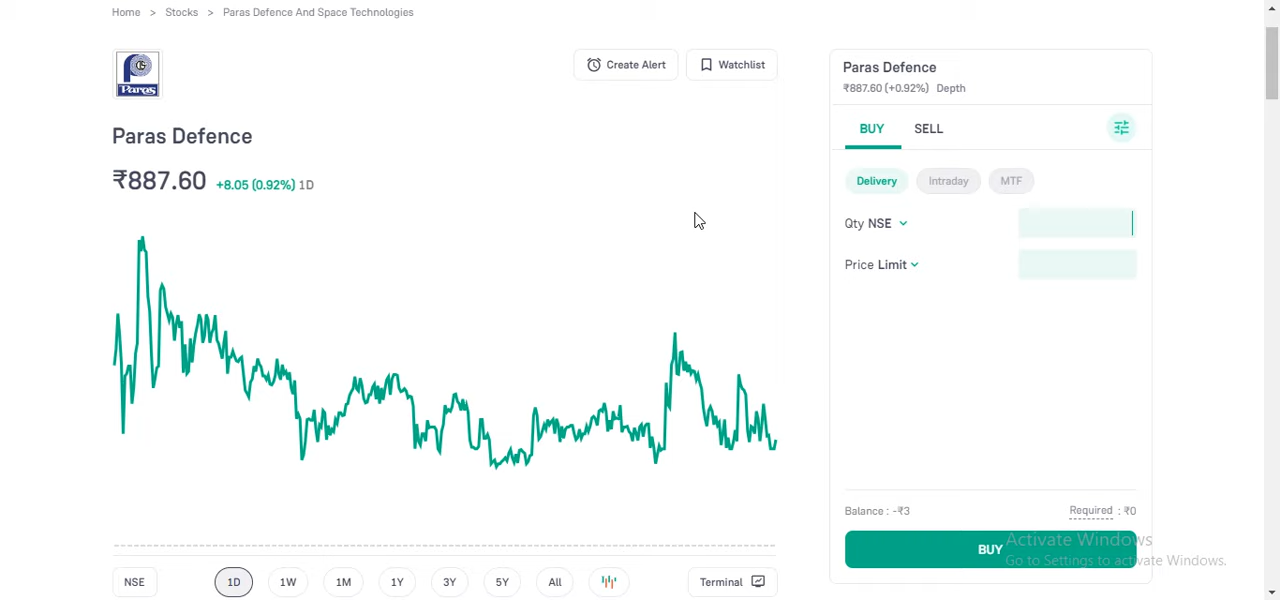 Home > Stocks > Paras Defence And Space Technologies
Paras
Create Alert
Watchlist
Paras Defence
₹887.60 +8.05 (0.92%) 1D
NSE
1D
1W
1M
1Y
3Y
5Y
All
Terminal
Paras Defence
₹887.60 (+0.92%) Depth
BUY SELL
Delivery Intraday MTF
Qty NSE
Price Limit
Balance : -₹3 Required : ₹0
BUY
Activate Windows
Go to Settings to activate Windows.